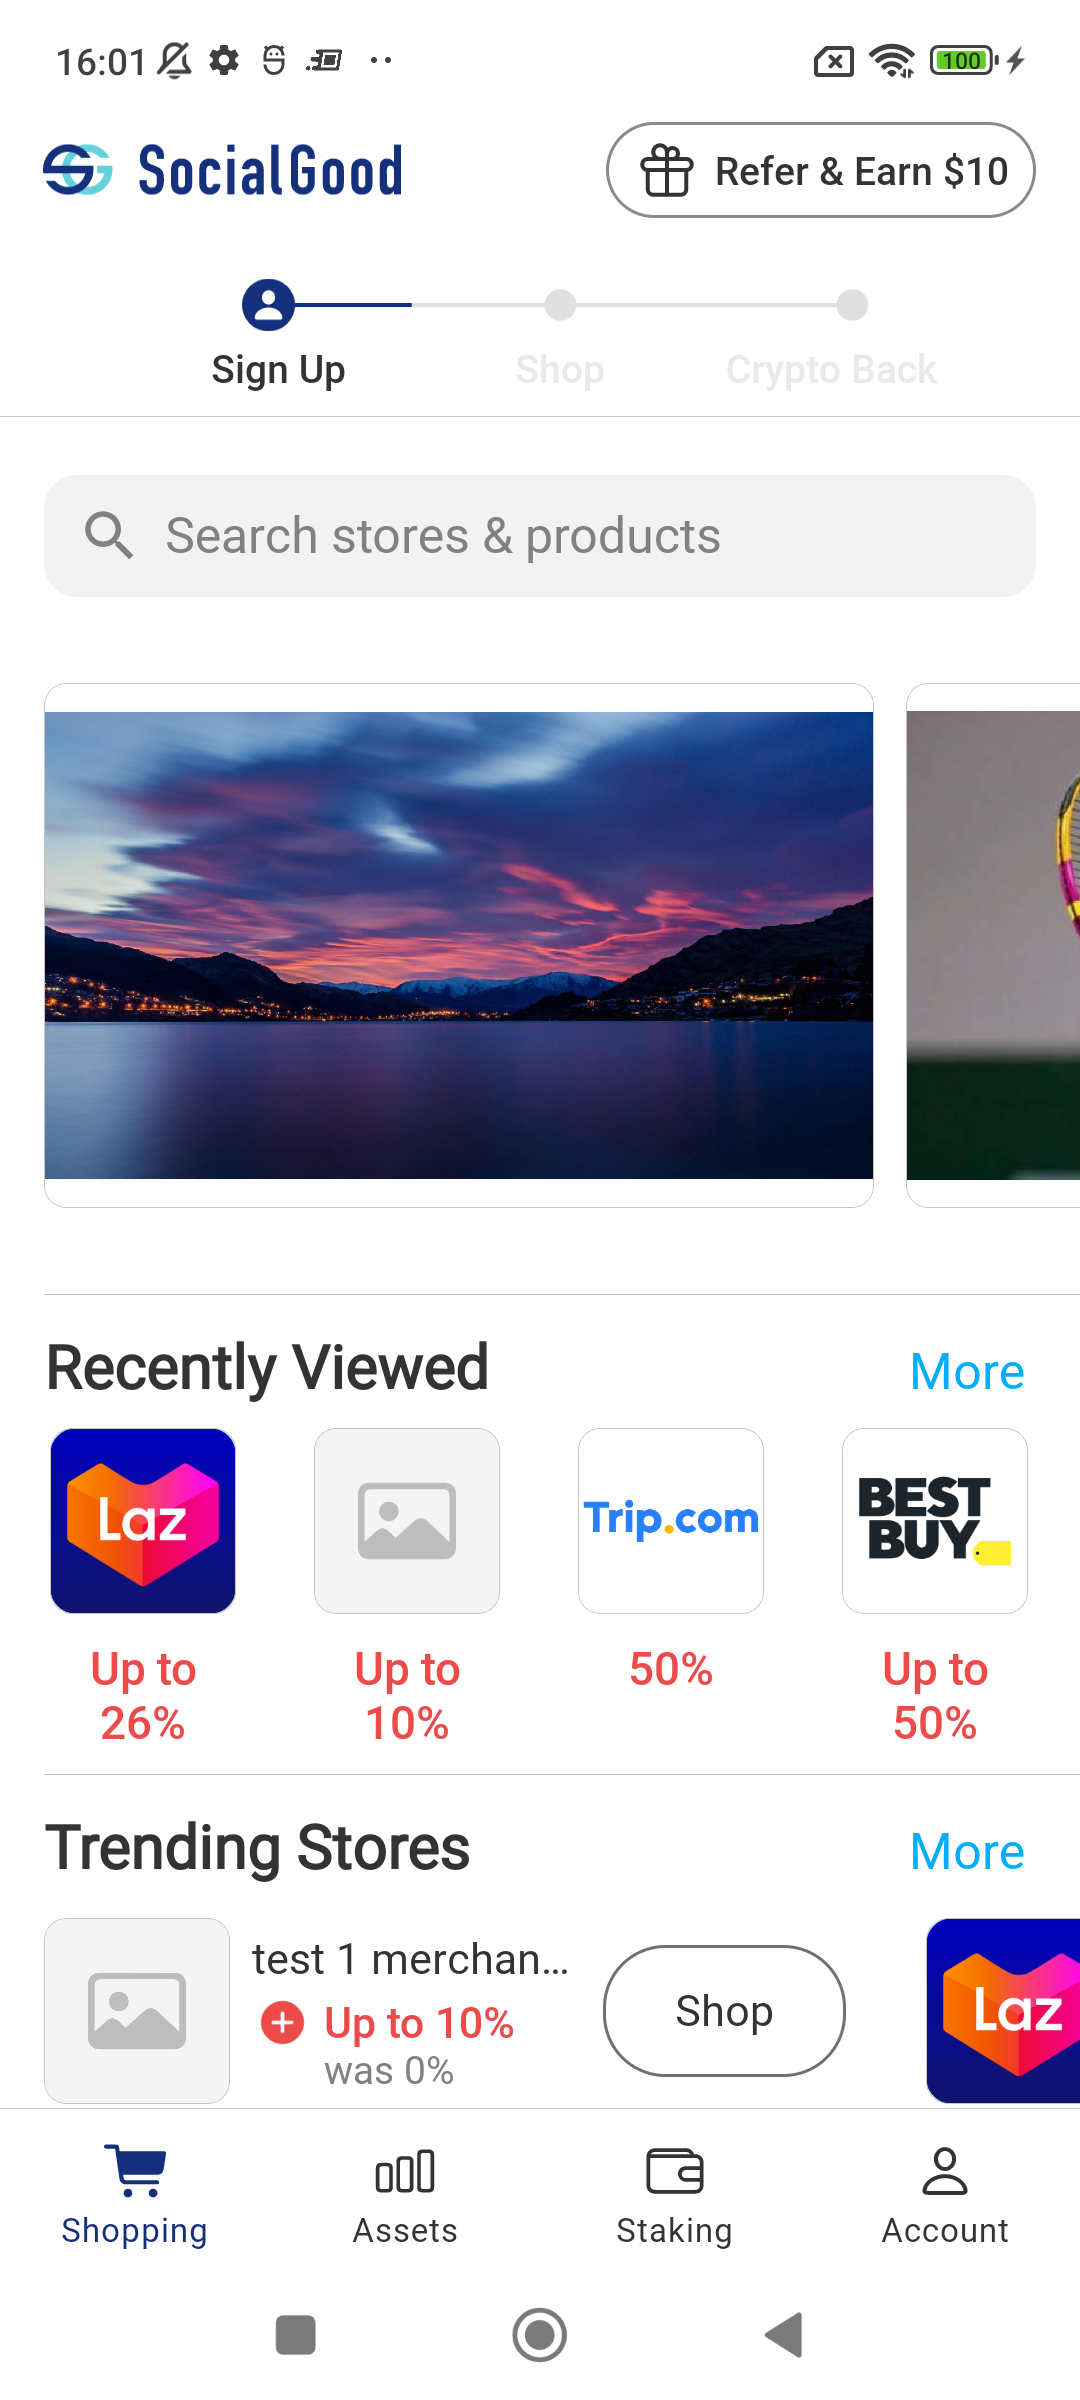 16:01
100
SocialGood
Refer & Earn $10
Sign Up
Shop
Crypto Back
Search stores & products
Recently Viewed
More
Laz
Trip.com
BEST
BUY
Up to
26%
Up to
10%
50%
Up to
50%
Trending Stores
More
test 1 merchan...
Up to 10%
was 0%
Shop
Laz
Shopping
Assets
Staking
Account